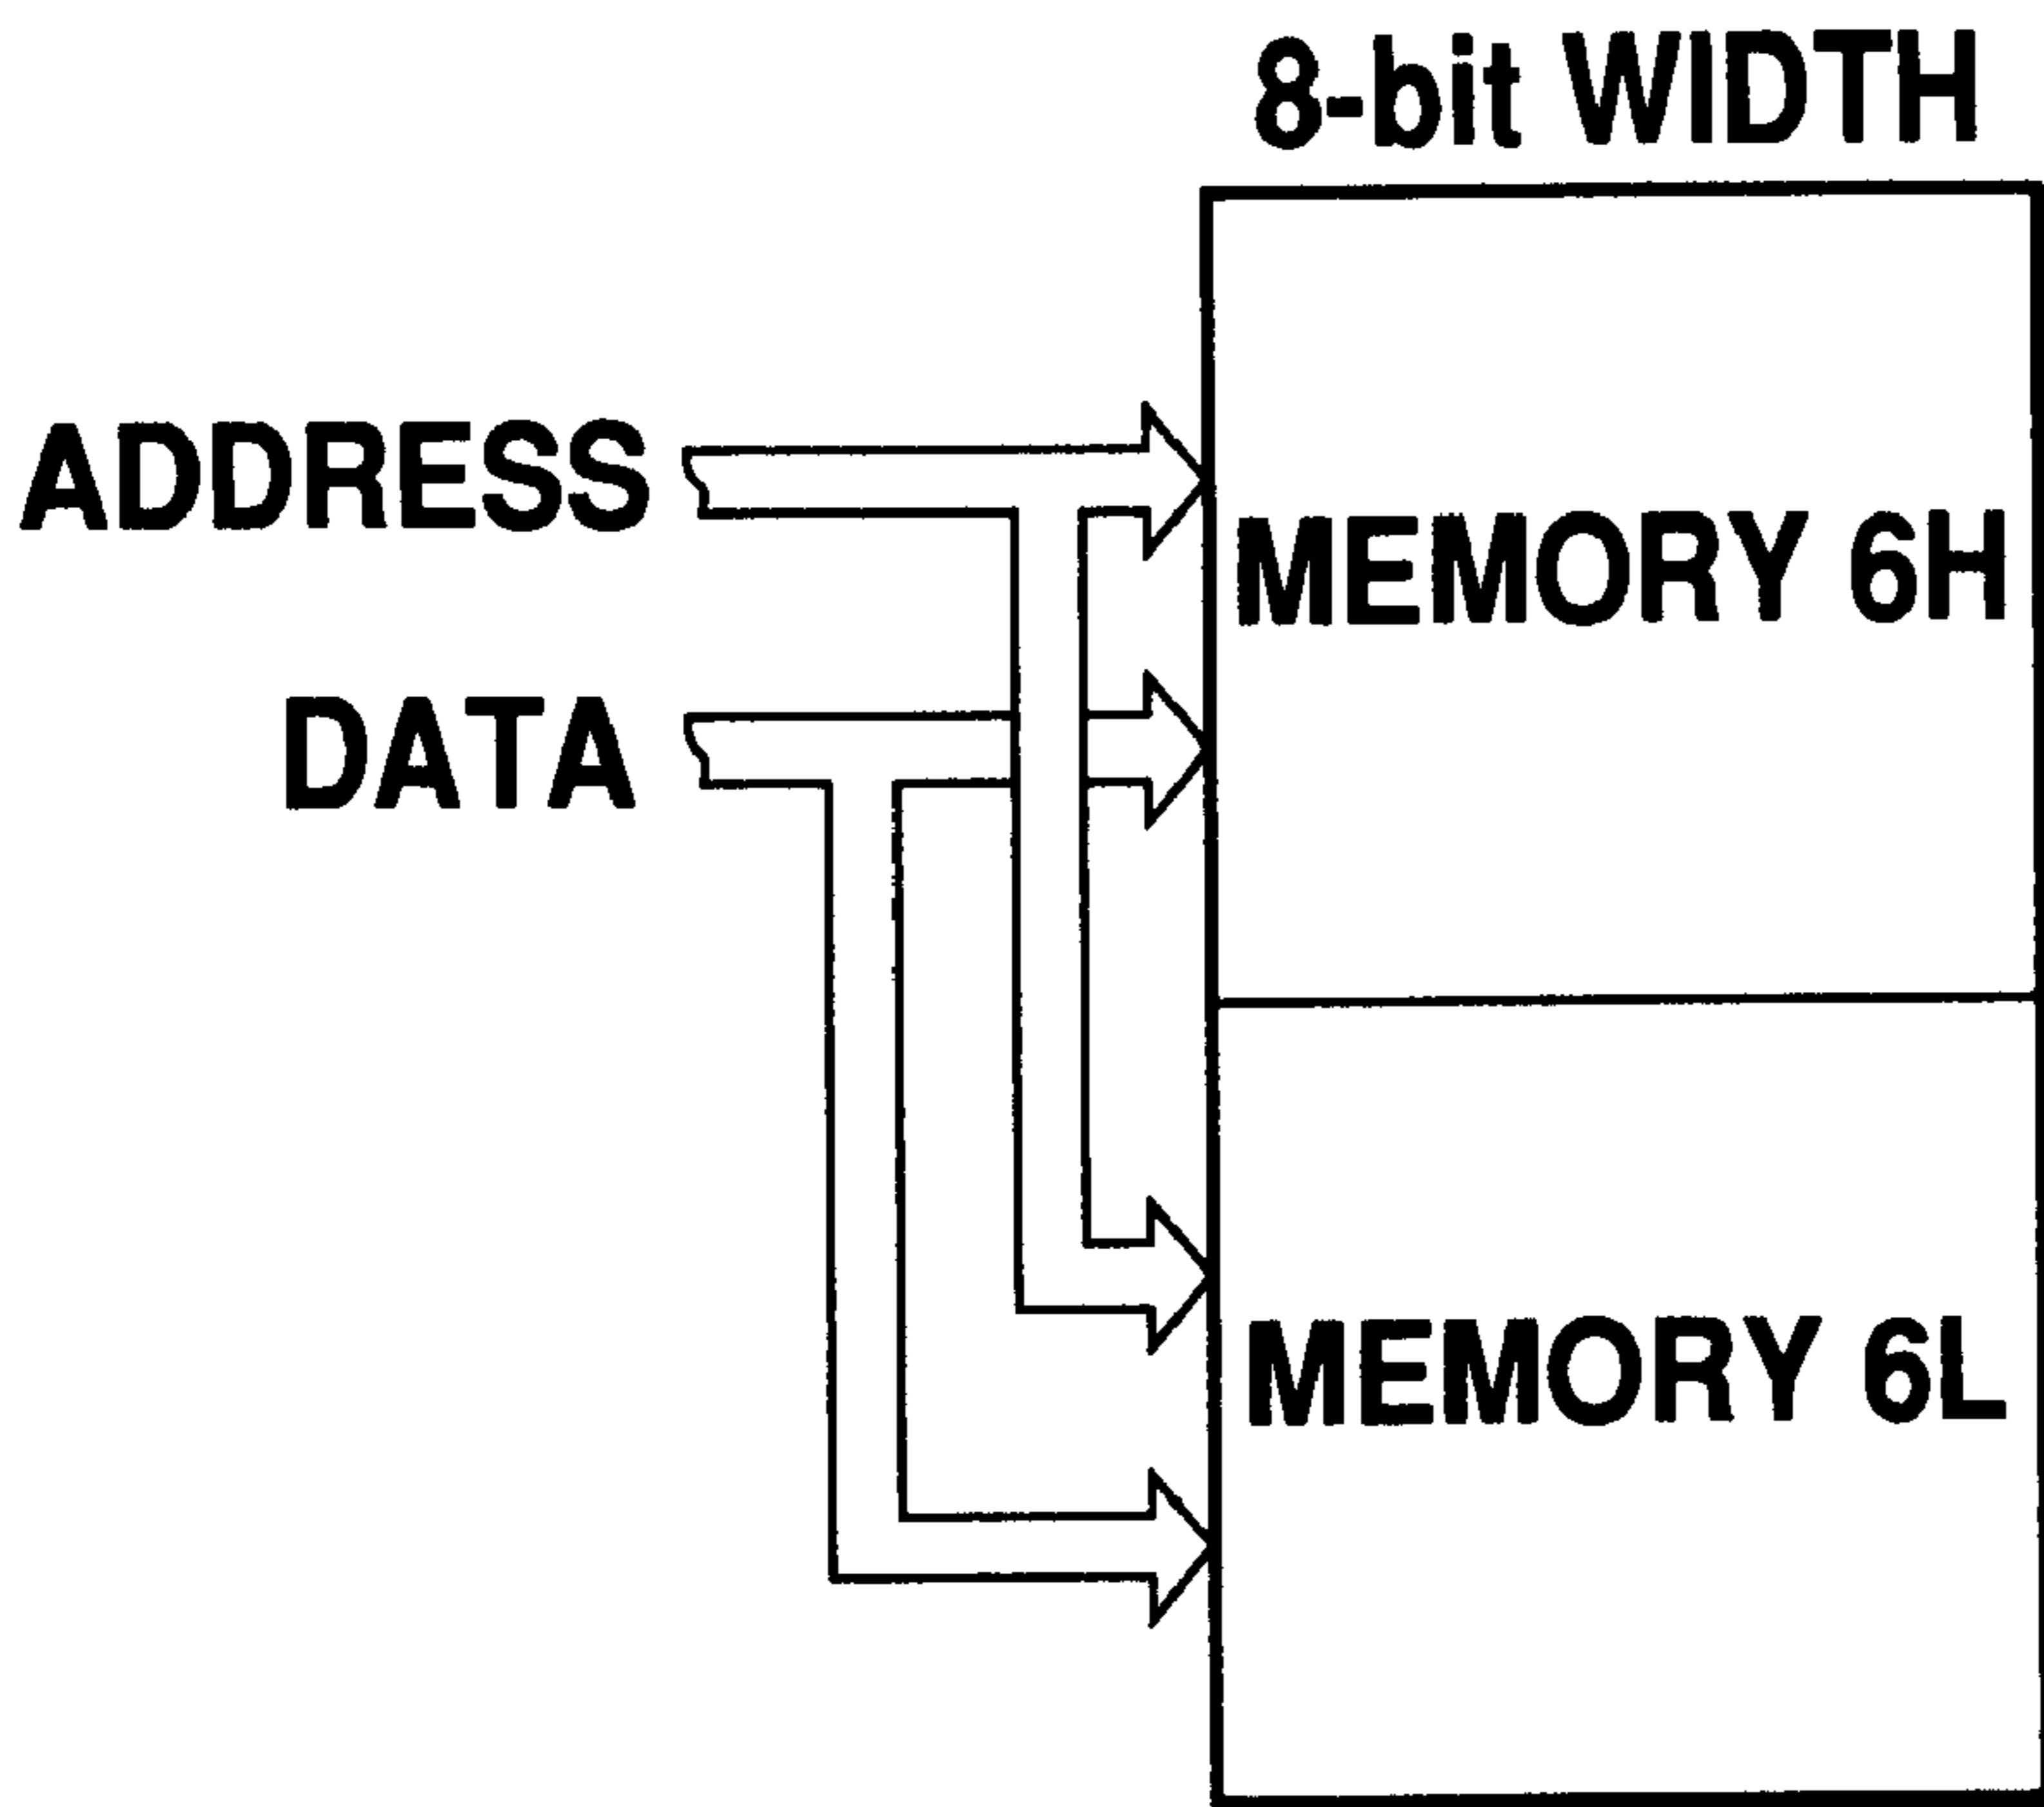 8-bit WIDTH
ADDRESS
MEMORY 6H
DATA
MEMORY 6L